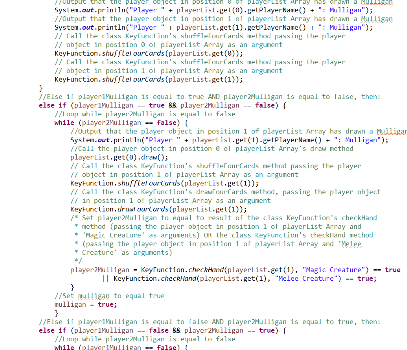 //Output that the player object in position 0 of playerList Array has drawn a Mulligan
System.out.println("Player " + playerList.get(0).getPlayerName() + ": Mulligan");
//Output that the player object in position 1 of playerList Array has drawn a Mulligan
System.out.println("Player " + playerList.get(1).getPlayerName() + ": Mulligan");
// Call the class KeyFunction's shuffleFourCards method passing the player
// object in position 0 of playerList Array as an argument
KeyFunction.shuffleFourCards(playerList.get(0));
// Call the class KeyFunction's shuffleFourCards method passing the player
// object in position 1 of playerList Array as an argument
KeyFunction.shuffleFourCards(playerList.get(1));
}
//Else if player1Mulligan is equal to true AND player2Mulligan is equal to false, then:
else if (player1Mulligan == true && player2Mulligan == false) {
//Loop while player2Mulligan is equal to false
while (player2Mulligan == false) {
//Output that the player object in position 1 of playerList Array has drawn a Mulligan
System.out.println("Player " + playerList.get(1).getPlayerName() + ": Mulligan");
//Call the player object in position 0 of playerList Array's draw method
playerList.get(0).draw();
// Call the class KeyFunction's shuffleFourCards method passing the player
// object in position 1 of playerList Array as an argument
KeyFunction.shuffleFourCards(playerList.get(1));
// Call the class KeyFunction's drawFourCards method, passing the player object
// in position 1 of playerList Array as an argument
KeyFunction.drawFourCards(playerList.get(1));
/* Set player2Mulligan to equal to result of the class KeyFunction's checkHand
* method (passing the player object in position 1 of playerList Array and
* 'Magic Creature' as arguments) OR the class KeyFunction's checkHand method
* (passing the player object in position 1 of playerList Array and 'Melee
* Creature' as arguments)
*/
player2Mulligan = KeyFunction.checkHand(playerList.get(1), "Magic Creature") == true
|| KeyFunction.checkHand(playerList.get(1), "Melee Creature") == true;
}
//Set mulligan to equal true
mulligan = true;
}
//Else if player1Mulligan is equal to false AND player2Mulligan is equal to true, then:
else if (player1Mulligan == false && player2Mulligan == true) {
//Loop while player1Mulligan is equal to false
while (player1Mulligan == false) {